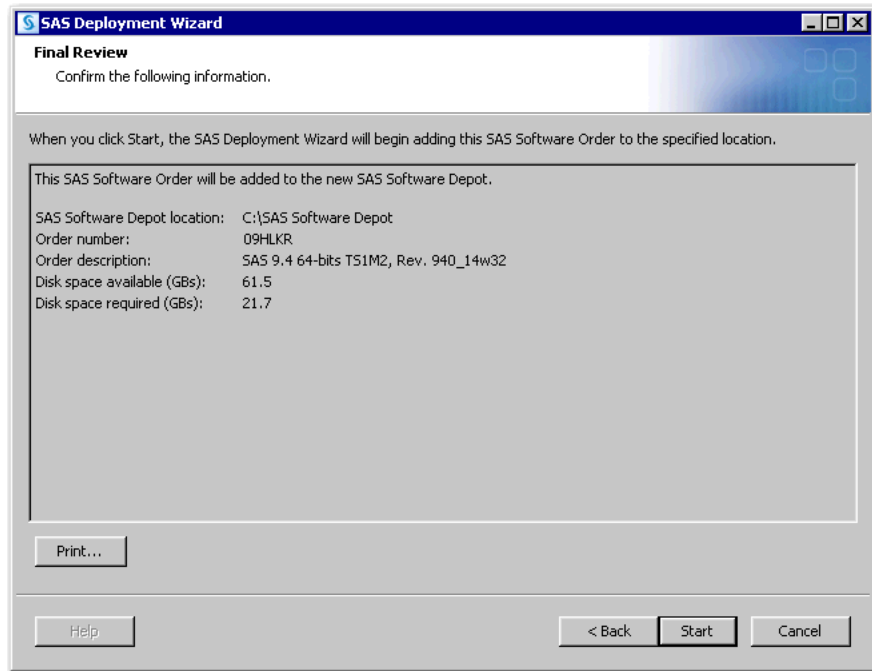 SAS Deployment Wizard
Final Review
Confirm the following information.
When you click Start, the SAS Deployment Wizard will begin adding this SAS Software Order to the specified location.
This SAS Software Order will be added to the new SAS Software Depot.
SAS Software Depot location: C:\SAS Software Depot
Order number: 09HLKR
Order description: SAS 9.4 64-bits TS1M2, Rev. 940_14w32
Disk space available (GBs): 61.5
Disk space required (GBs): 21.7
Print...
Help < Back Start Cancel